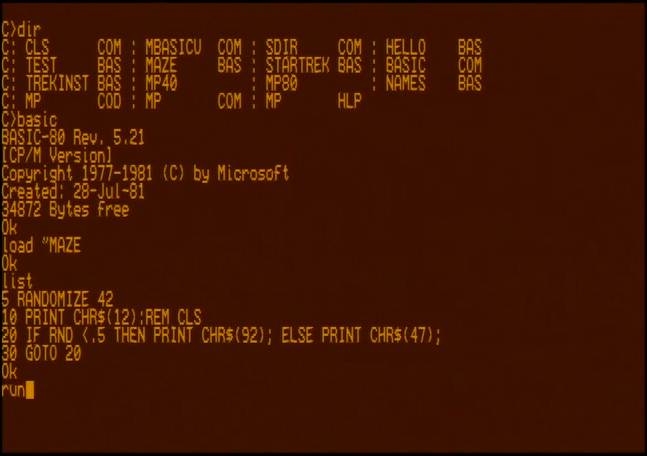 C>dir
C: CLS      COM : MBASICV  COM : SDIR     COM : HELLO    BAS
C: TEST     BAS : MAZE     BAS : STARTREK BAS : BASIC    COM
C: TREKINST BAS : MP40         : MP80         : NAMES    BAS
C: MP       COD : MP       COM : MP       HLP
C>basic
BASIC-80 Rev. 5.21
[CP/M Version]
Copyright 1977-1981 (C) by Microsoft
Created: 28-Jul-81
34872 Bytes free
Ok
load "MAZE
Ok
list
5 RANDOMIZE 42
10 PRINT CHR$(12):REM CLS
20 IF RND <.5 THEN PRINT CHR$(92); ELSE PRINT CHR$(47);
30 GOTO 20
Ok
run